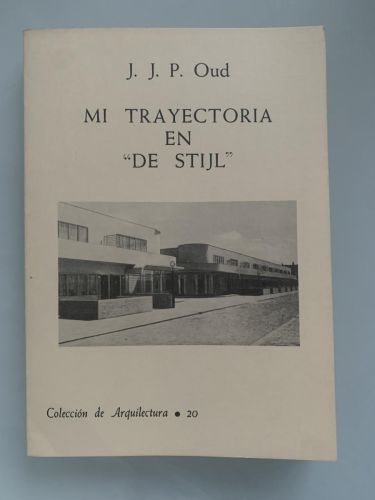 J. J. P. Oud
MI TRAYECTORIA
EN
"DE STIJL"
Colección de Arquitectura • 20